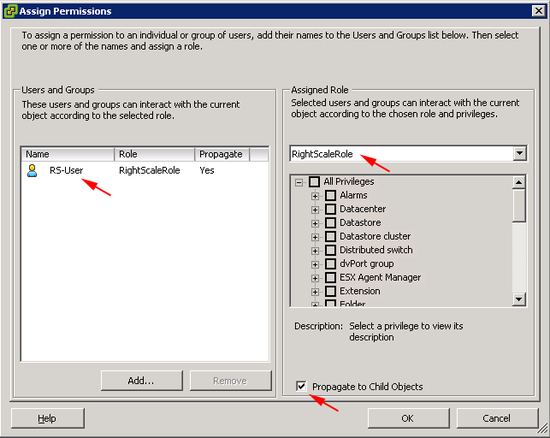 Assign Permissions
To assign a permission to an individual or group of users, add their names to the Users and Groups list below. Then select
one or more of the names and assign a role.
Users and Groups
These users and groups can interact with the current
object according to the selected role.
Name Role Propagate
RS-User RightScaleRole Yes
Add...
Remove
Assigned Role
Selected users and groups can interact with the current
object according to the chosen role and privileges.
RightScaleRole
All Privileges
Alarms
Datacenter
Datastore
Datastore cluster
Distributed switch
dvPort group
ESX Agent Manager
Extension
Folder
Description: Select a privilege to view its
description
Propagate to Child Objects
Help
OK
Cancel